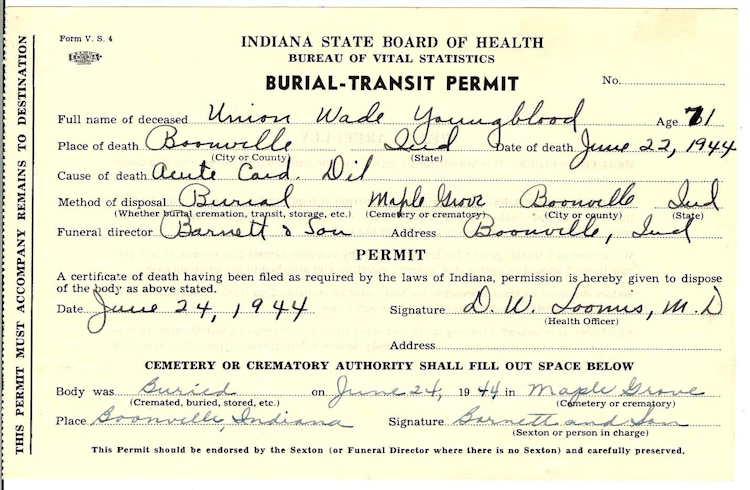 Form V. S. 4
INDIANA STATE BOARD OF HEALTH
BUREAU OF VITAL STATISTICS
BURIAL-TRANSIT PERMIT
No.
Full name of deceased Union Wade Youngblood Age 71
Place of death Boonville Ind Date of death June 22, 1944
(City or County) (State)
Cause of death Acute Card. Dil
Method of disposal Burial Maple Grove Boonville Ind
(Whether burial cremation, transit, storage, etc.) (Cemetery or crematory) (City or county) (State)
Funeral director Barnett & Son Address Boonville, Ind
PERMIT
A certificate of death having been filed as required by the laws of Indiana, permission is hereby given to dispose
of the body as above stated.
Date June 24, 1944 Signature D. W. Loomis, M. D
(Health Officer)
Address
CEMETERY OR CREMATORY AUTHORITY SHALL FILL OUT SPACE BELOW
Body was Buried on June 24, 1944 in Maple Grove
(Cremated, buried, stored, etc.) (Cemetery or crematory)
Place Boonville, Indiana Signature Barnett and Son
(Sexton or person in charge)
This Permit should be endorsed by the Sexton (or Funeral Director where there is no Sexton) and carefully preserved.
THIS PERMIT MUST ACCOMPANY REMAINS TO DESTINATION